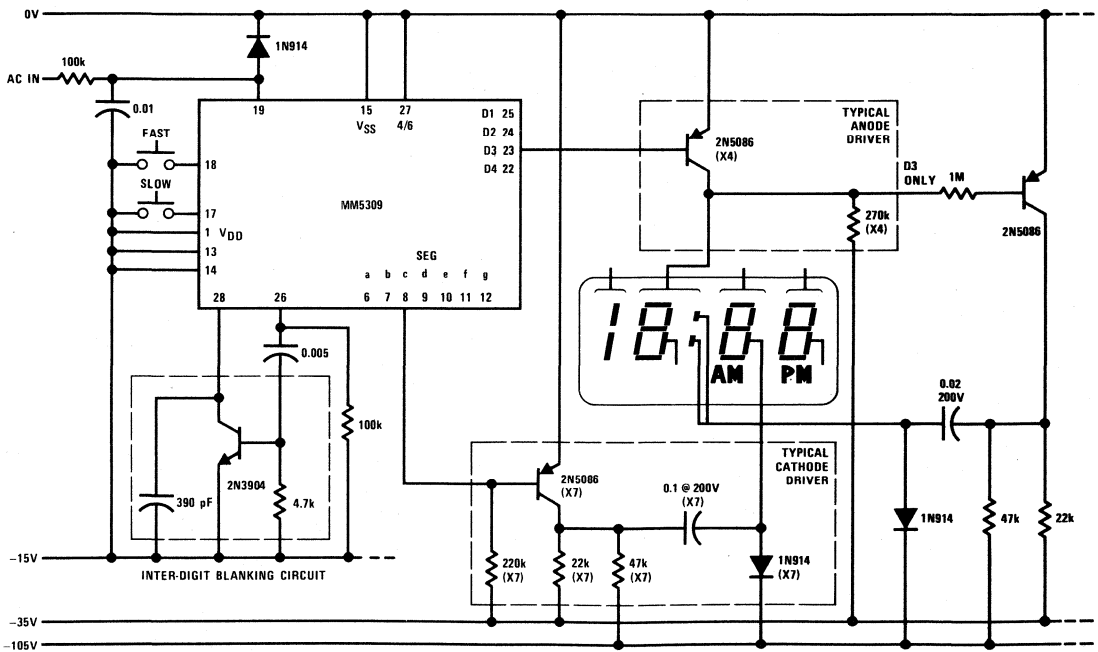 0V
1N914
100k
AC IN
0.01
19
15
VSS
27
4/6
D1 25
D2 24
D3 23
D4 22
TYPICAL
ANODE
DRIVER
2N5086
(X4)
D3
ONLY
1M
270k
(X4)
2N5086
FAST
18
SLOW
17
1 VDD
13
14
MM5309
SEG
a b c d e f g
6 7 8 9 10 11 12
28
26
0.005
100k
2N3904
390 pF
4.7k
18:88
AM PM
0.02
200V
TYPICAL
CATHODE
DRIVER
2N5086
(X7)
0.1 @ 200V
(X7)
220k
(X7)
22k
(X7)
47k
(X7)
1N914
(X7)
1N914
47k
22k
-15V
INTER-DIGIT BLANKING CIRCUIT
-35V
-105V